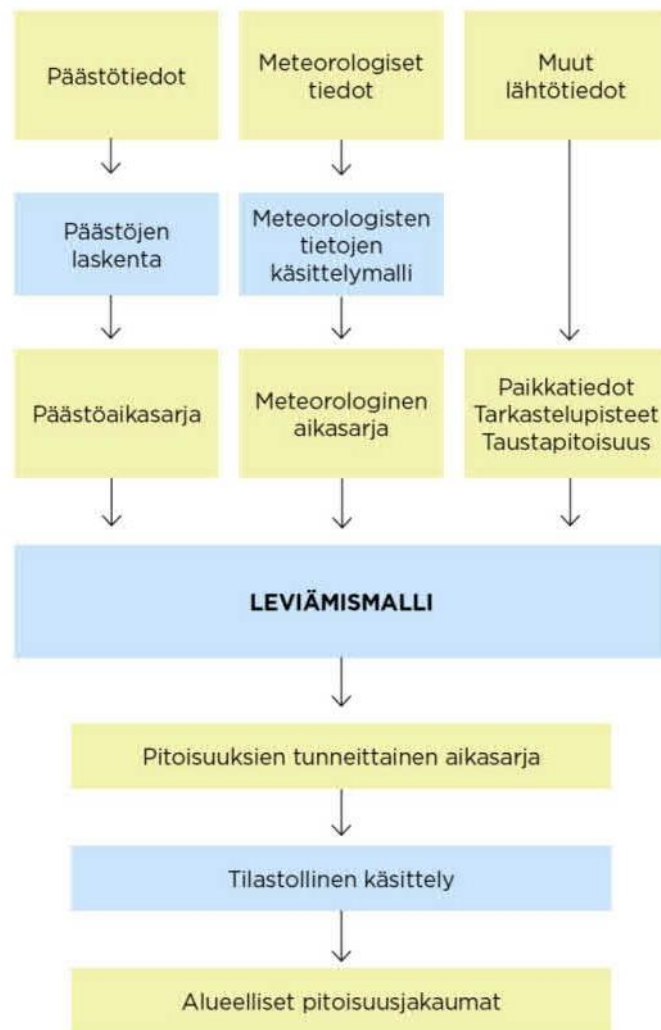 Päästötiedot
Meteorologiset
tiedot
Muut
lähtötiedot
Päästöjen
laskenta
Meteorologisten
tietojen
käsittelymalli
Päästöaikasarja
Meteorologinen
aikasarja
Paikkatiedot
Tarkastelupisteet
Taustapitoisuus
LEVIÄMISMALLI
Pitoisuuksien tunneittainen aikasarja
Tilastollinen käsittely
Alueelliset pitoisuusjakaumat